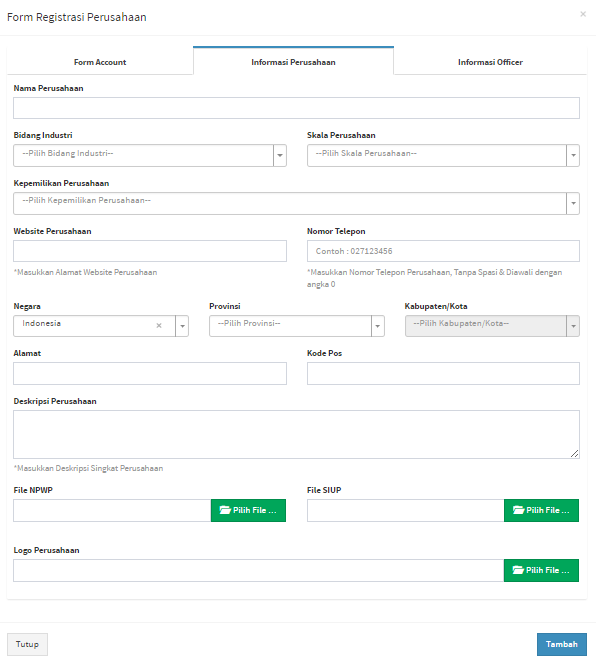 Form Registrasi Perusahaan
×
Form Account
Informasi Perusahaan
Informasi Officer
Nama Perusahaan
Bidang Industri
Skala Perusahaan
--Pilih Bidang Industri--
--Pilih Skala Perusahaan--
Kepemilikan Perusahaan
--Pilih Kepemilikan Perusahaan--
Website Perusahaan
Nomor Telepon
Contoh : 027123456
*Masukkan Alamat Website Perusahaan
*Masukkan Nomor Telepon Perusahaan, Tanpa Spasi & Diawali dengan
angka 0
Negara
Provinsi
Kabupaten/Kota
Indonesia ×
--Pilih Provinsi--
--Pilih Kabupaten/Kota--
Alamat
Kode Pos
Deskripsi Perusahaan
*Masukkan Deskripsi Singkat Perusahaan
File NPWP
File SIUP
Pilih File ...
Pilih File ...
Logo Perusahaan
Pilih File ...
Tutup
Tambah